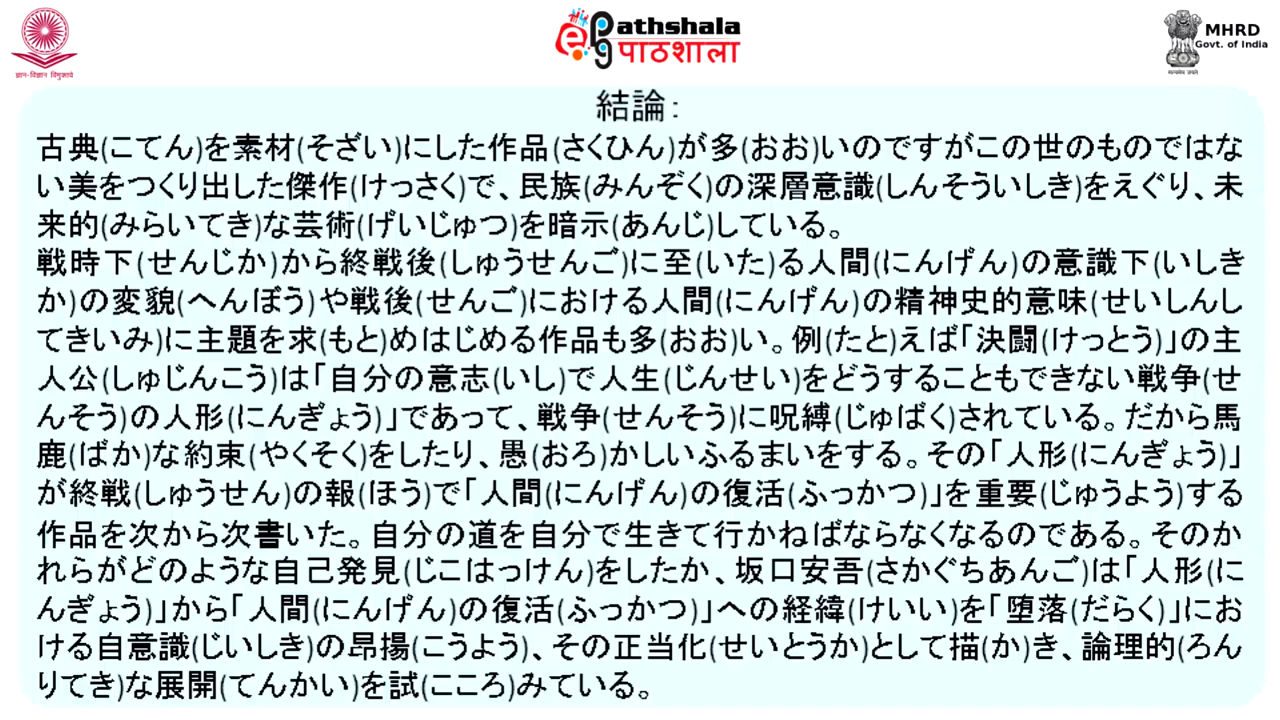 ज्ञान-विज्ञान विमुक्तये
ePg Pathshala
पाठशाला
MHRD
Govt. of India
सत्यमेव जयते
結論：
古典(こてん)を素材(そざい)にした作品(さくひん)が多(おお)いのですがこの世のものではな
い美をつくり出した傑作(けっさく)で、民族(みんぞく)の深層意識(しんそういしき)をえぐり、未
来的(みらいてき)な芸術(げいじゅつ)を暗示(あんじ)している。
戦時下(せんじか)から終戦後(しゅうせんご)に至(いた)る人間(にんげん)の意識下(いしき
か)の変貌(へんぼう)や戦後(せんご)における人間(にんげん)の精神史的意味(せいしんし
てきいみ)に主題を求(もと)めはじめる作品も多(おお)い。例(たと)えば｢決闘(けっとう)｣の主
人公(しゅじんこう)は｢自分の意志(いし)で人生(じんせい)をどうすることもできない戦争(せ
んそう)の人形(にんぎょう)｣であって、戦争(せんそう)に呪縛(じゅばく)されている。だから馬
鹿(ばか)な約束(やくそく)をしたり、愚(おろ)かしいふるまいをする。その｢人形(にんぎょう)｣
が終戦(しゅうせん)の報(ほう)で｢人間(にんげん)の復活(ふっかつ)｣を重要(じゅうよう)する
作品を次から次書いた。自分の道を自分で生きて行かねばならなくなるのである。そのか
れらがどのような自己発見(じこはっけん)をしたか、坂口安吾(さかぐちあんご)は｢人形(に
んぎょう)｣から｢人間(にんげん)の復活(ふっかつ)｣への経緯(けいい)を｢堕落(だらく)｣にお
ける自意識(じいしき)の昂揚(こうよう)、その正当化(せいとうか)として描(か)き、論理的(ろん
りてき)な展開(てんかい)を試(こころ)みている。